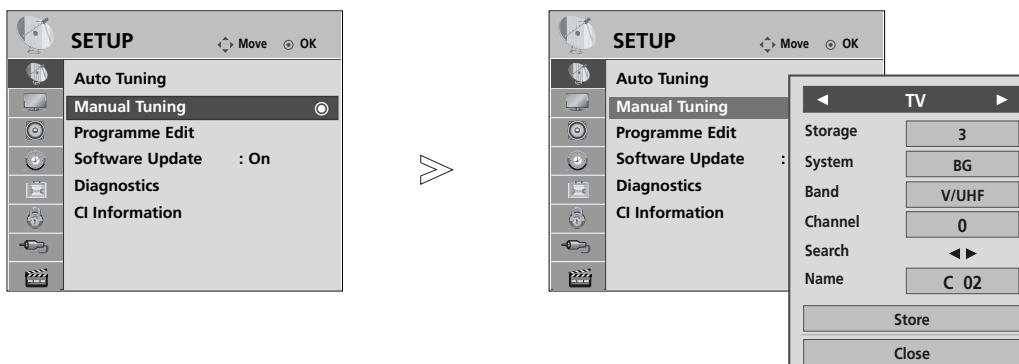 SETUP
Move OK
Auto Tuning
Manual Tuning
Programme Edit
Software Update : On
Diagnostics
CI Information
SETUP
Move OK
Auto Tuning
Manual Tuning
Programme Edit
Software Update :
Diagnostics
CI Information
TV
Storage 3
System BG
Band V/UHF
Channel 0
Search
Name C 02
Store
Close